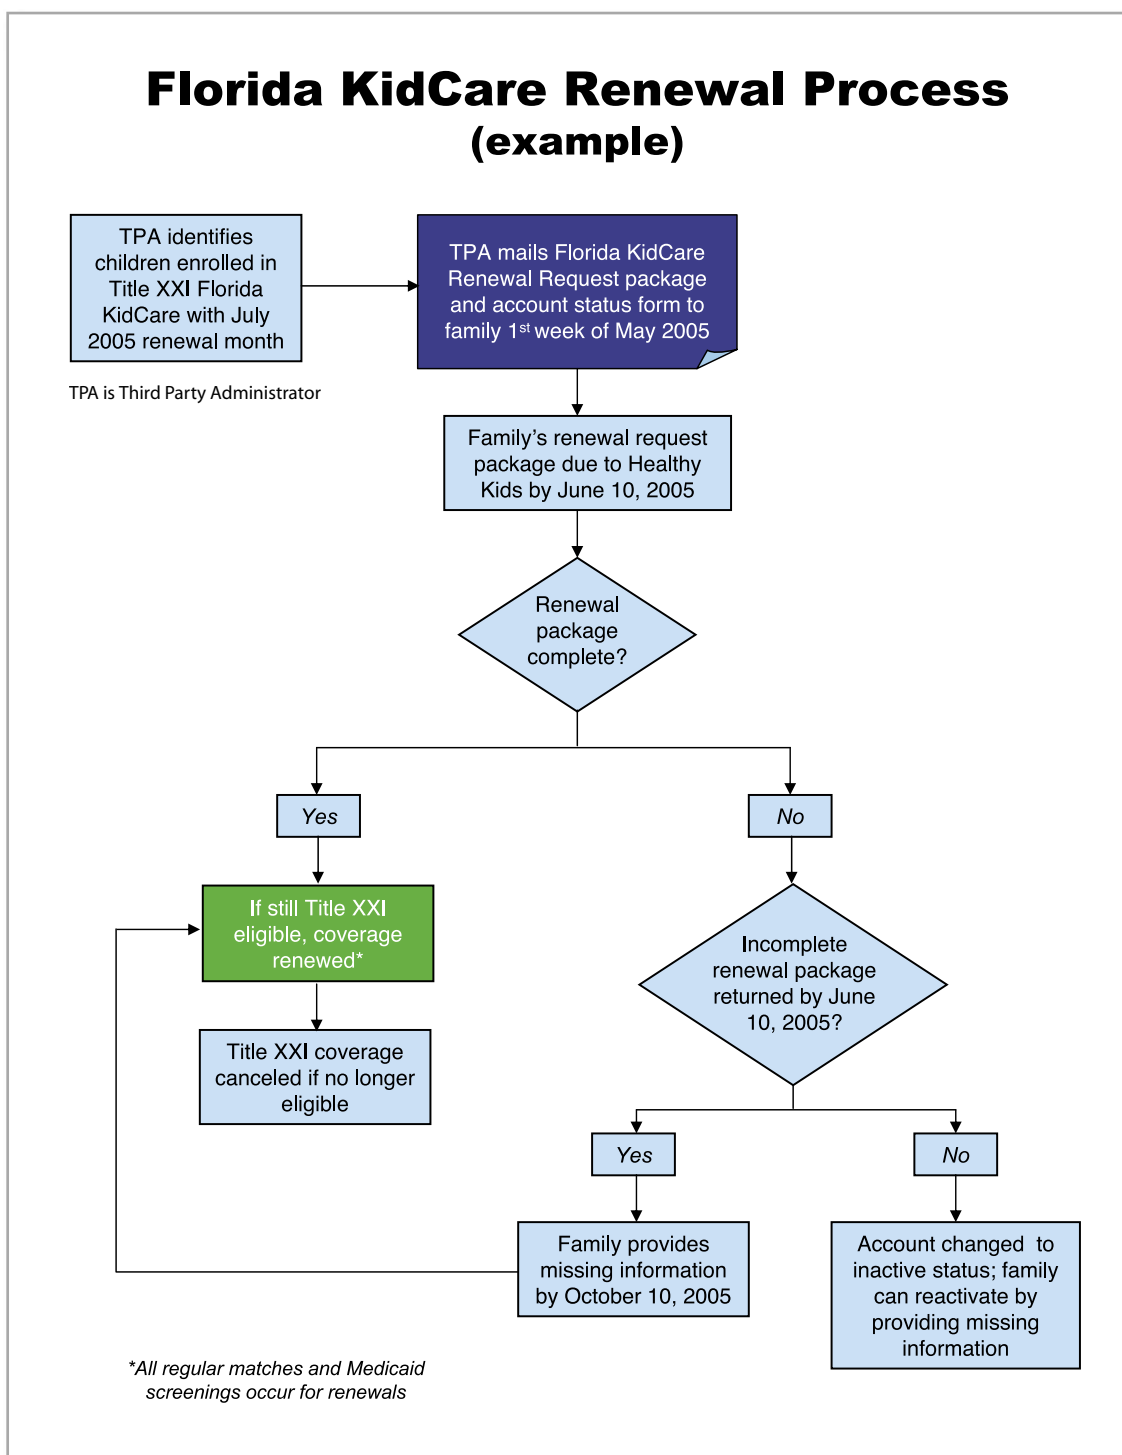 Florida KidCare Renewal Process
(example)
TPA identifies
children enrolled in
Title XXI Florida
KidCare with July
2005 renewal month
TPA mails Florida KidCare
Renewal Request package
and account status form to
family 1st week of May 2005
TPA is Third Party Administrator
Family's renewal request
package due to Healthy
Kids by June 10, 2005
Renewal
package
complete?
Yes
No
If still Title XXI
eligible, coverage
renewed*
Incomplete
renewal package
returned by June
10, 2005?
Title XXI coverage
canceled if no longer
eligible
Yes
No
Family provides
missing information
by October 10, 2005
Account changed to
inactive status; family
can reactivate by
providing missing
information
*All regular matches and Medicaid
screenings occur for renewals